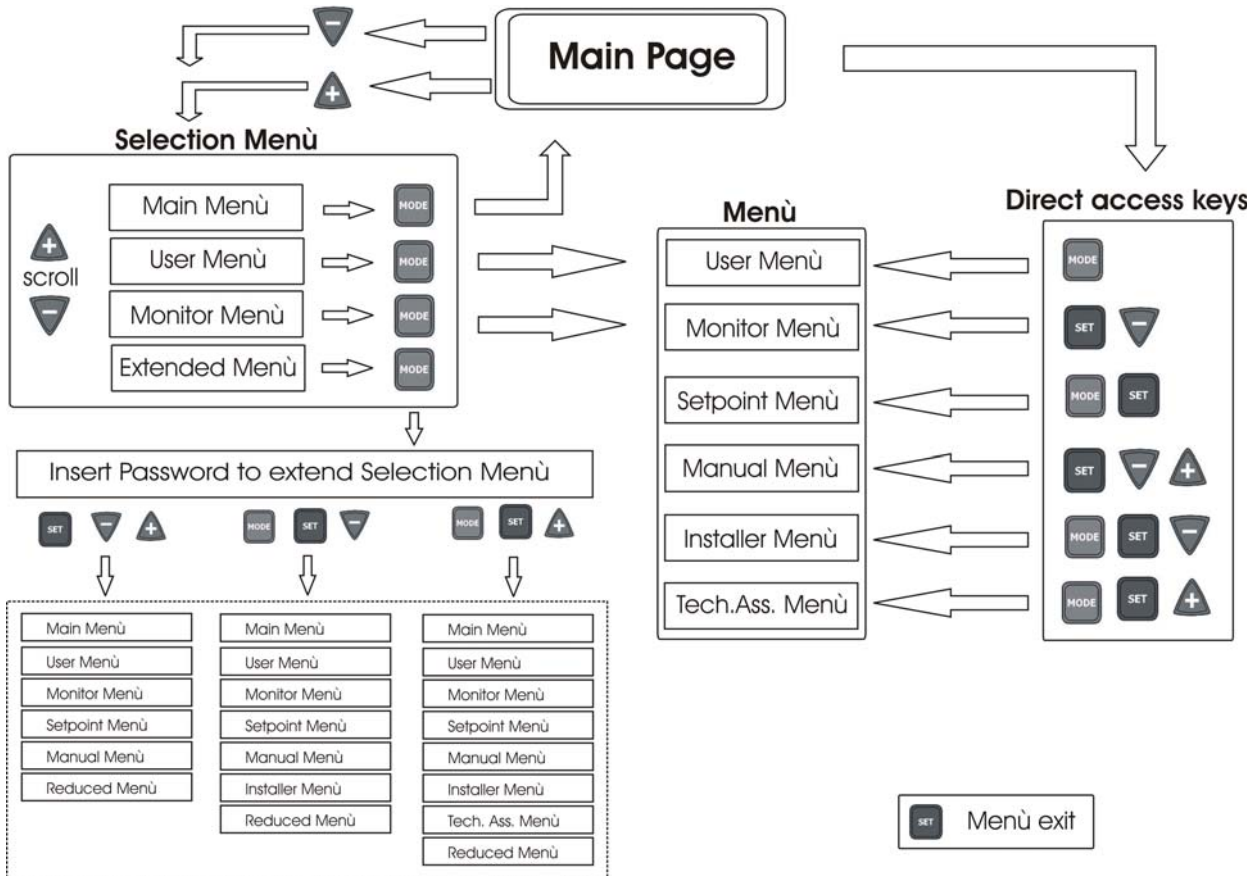 Main Page
Selection Menù
Main Menù
MODE
User Menù
MODE
scroll
Monitor Menù
MODE
Extended Menù
MODE
Insert Password to extend Selection Menù
SET
MODE
SET
MODE
SET
Main Menù
User Menù
Monitor Menù
Setpoint Menù
Manual Menù
Reduced Menù
Main Menù
User Menù
Monitor Menù
Setpoint Menù
Manual Menù
Installer Menù
Reduced Menù
Main Menù
User Menù
Monitor Menù
Setpoint Menù
Manual Menù
Installer Menù
Tech. Ass. Menù
Reduced Menù
Menù
User Menù
Monitor Menù
Setpoint Menù
Manual Menù
Installer Menù
Tech.Ass. Menù
Direct access keys
MODE
SET
MODE SET
SET
MODE SET
MODE SET
SET Menù exit